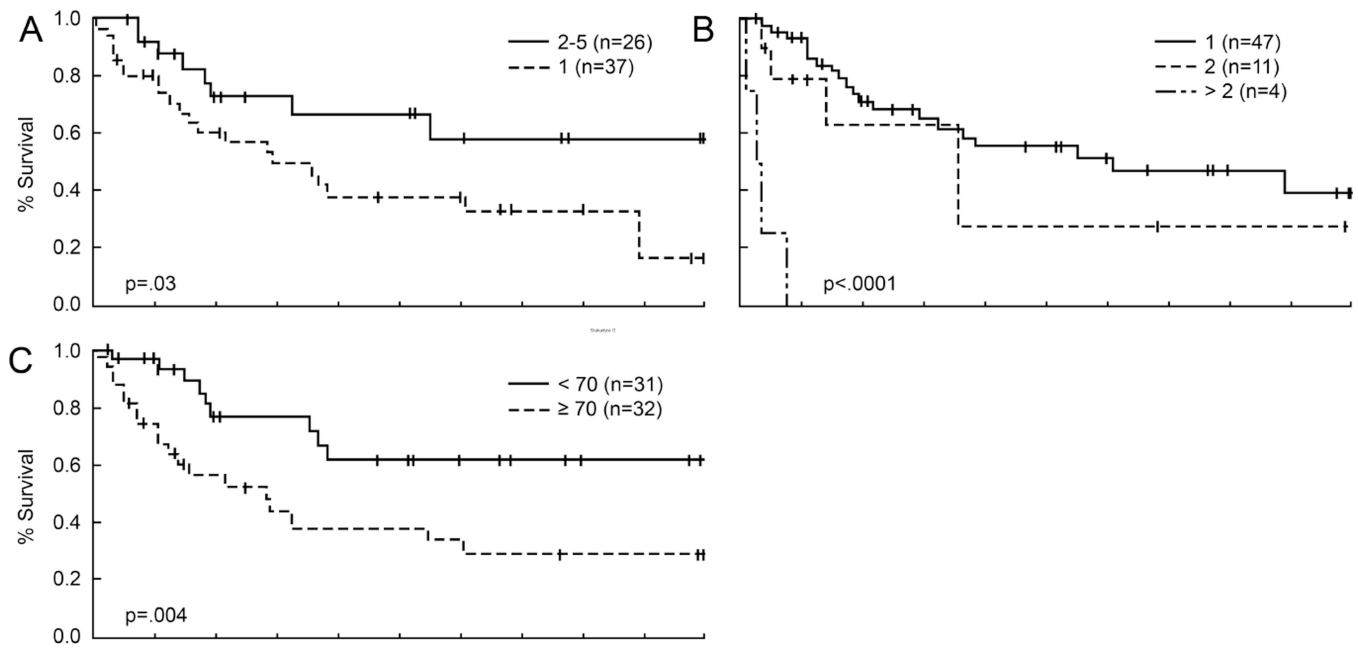 A
1.0
0.8
0.6
0.4
0.2
0.0
% Survival
2-5 (n=26)
1 (n=37)
p=.03
B
1 (n=47)
2 (n=11)
> 2 (n=4)
p<.0001
C
1.0
0.8
0.6
0.4
0.2
0.0
% Survival
< 70 (n=31)
≥ 70 (n=32)
p=.004